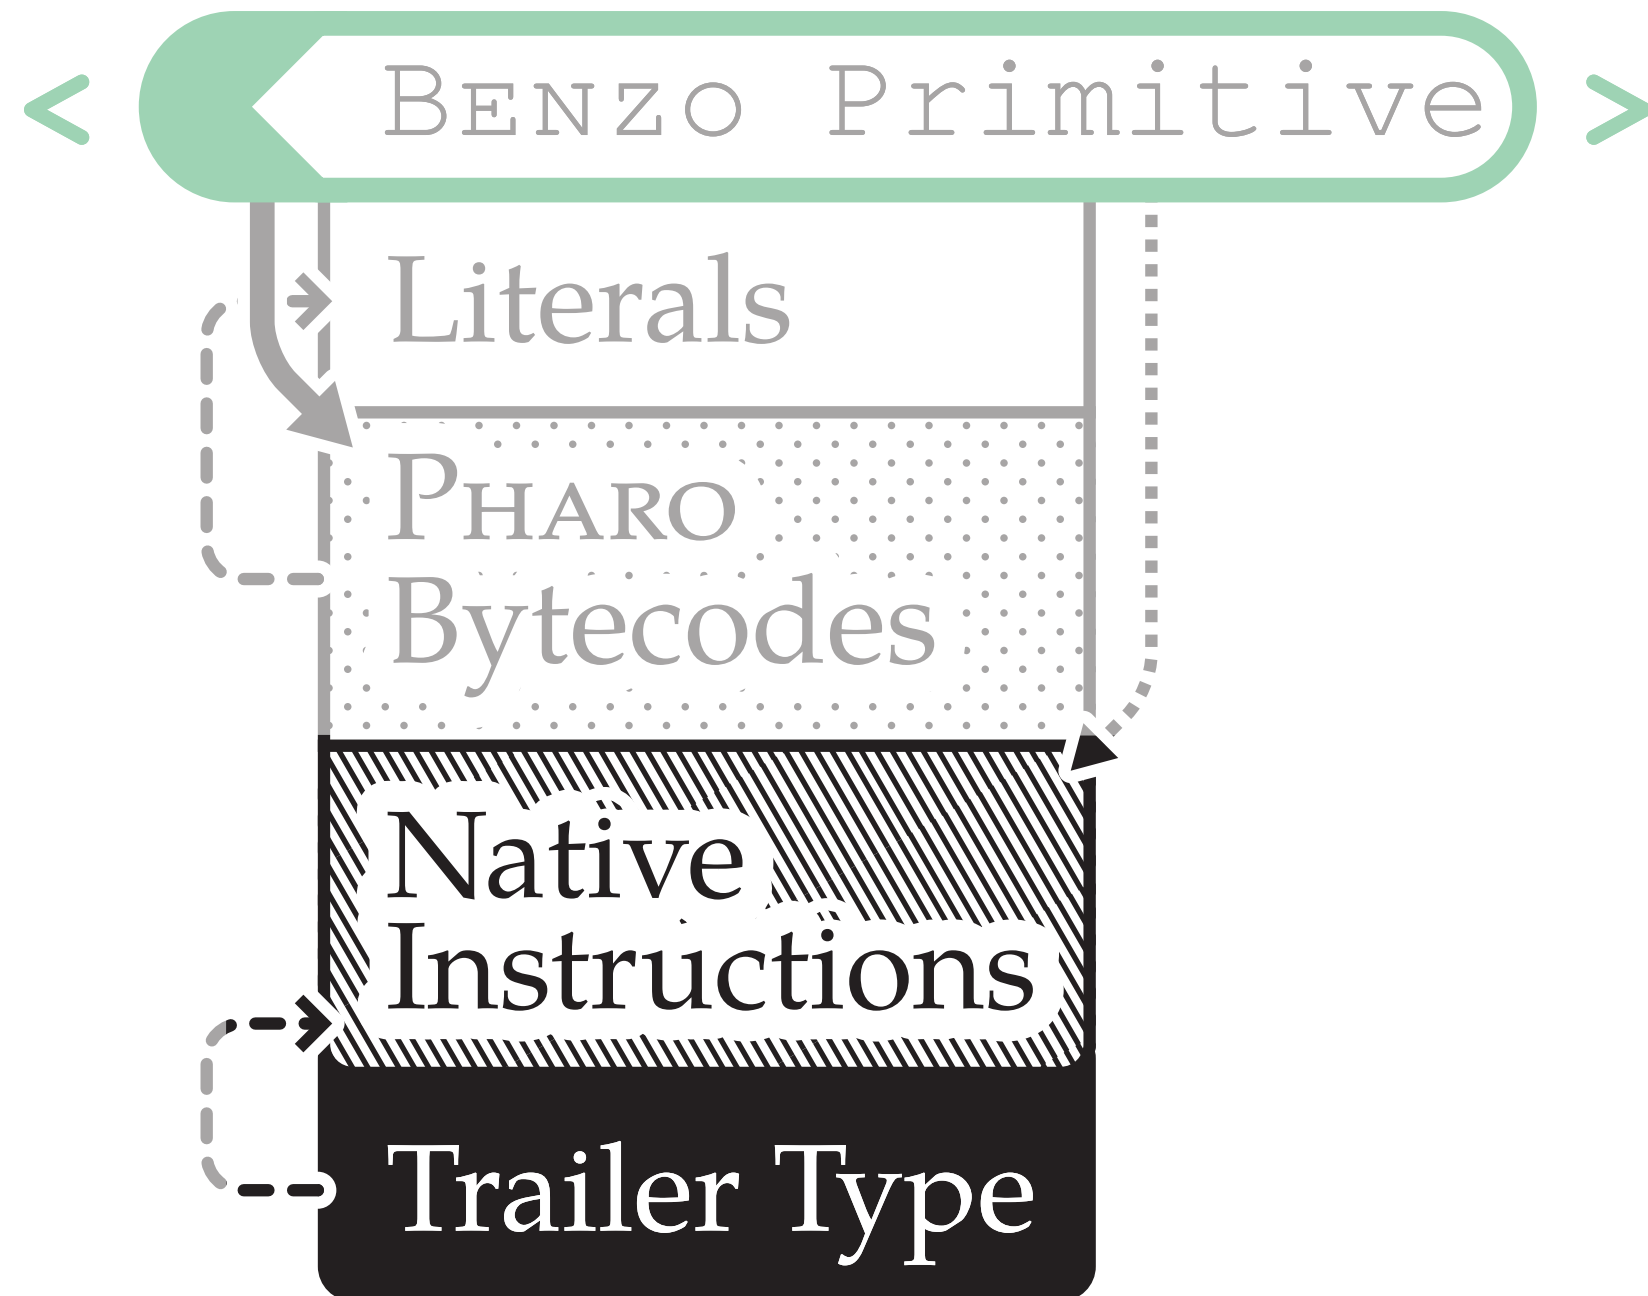 < Benzo Primitive >
Literals
Pharo
Bytecodes
Native
Instructions
Trailer Type